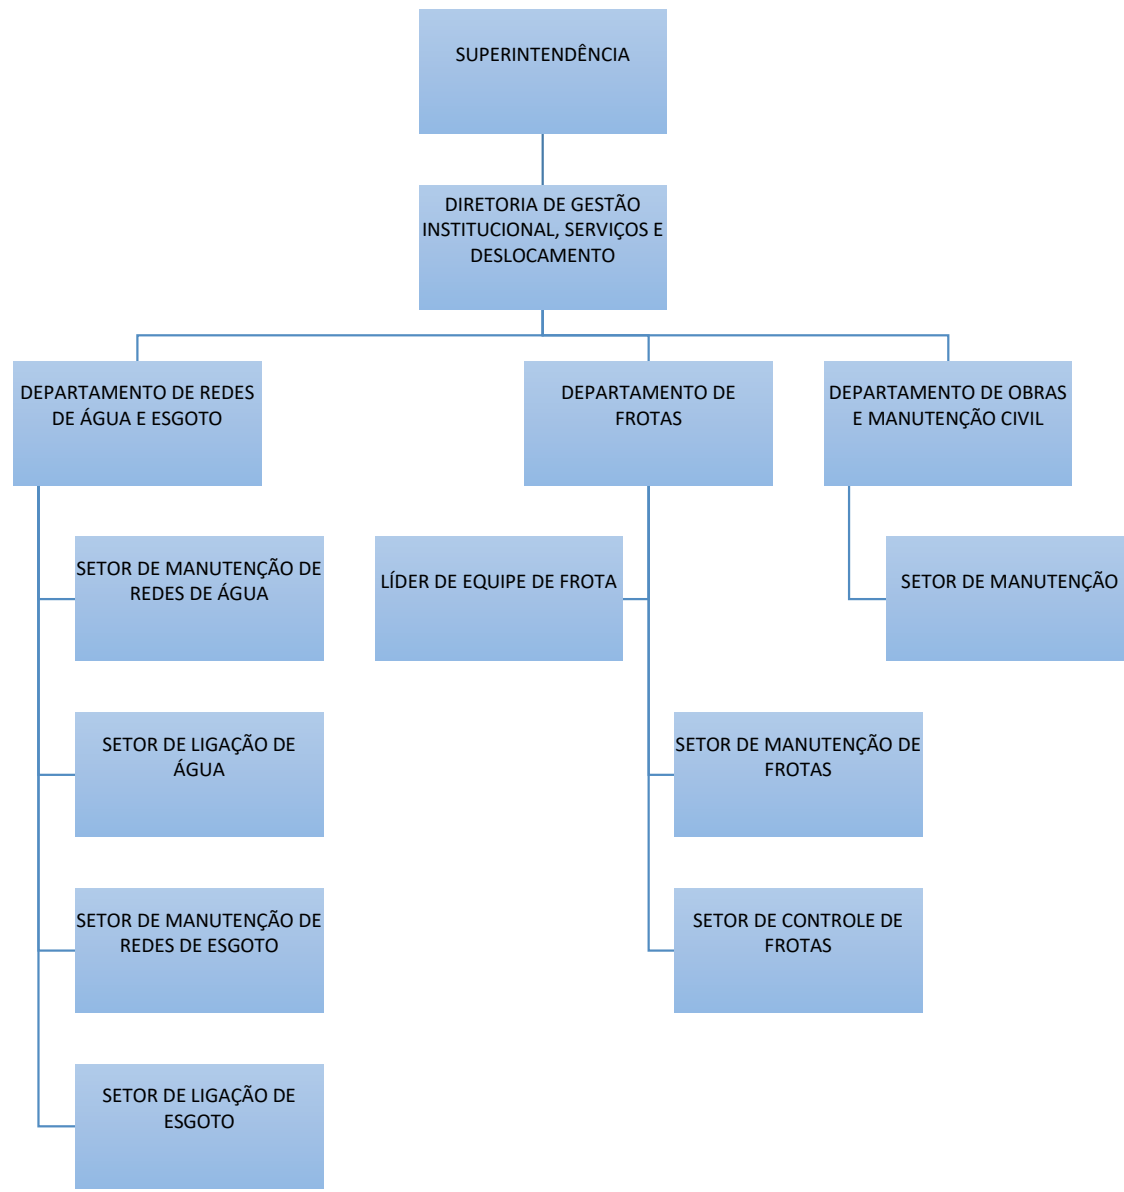 SUPERINTENDÊNCIA
DIRETORIA DE GESTÃO
INSTITUCIONAL, SERVIÇOS E
DESLOCAMENTO
DEPARTAMENTO DE REDES
DE ÁGUA E ESGOTO
DEPARTAMENTO DE
FROTAS
DEPARTAMENTO DE OBRAS
E MANUTENÇÃO CIVIL
SETOR DE MANUTENÇÃO DE
REDES DE ÁGUA
LÍDER DE EQUIPE DE FROTA
SETOR DE MANUTENÇÃO
SETOR DE LIGAÇÃO DE
ÁGUA
SETOR DE MANUTENÇÃO DE
FROTAS
SETOR DE MANUTENÇÃO DE
REDES DE ESGOTO
SETOR DE CONTROLE DE
FROTAS
SETOR DE LIGAÇÃO DE
ESGOTO